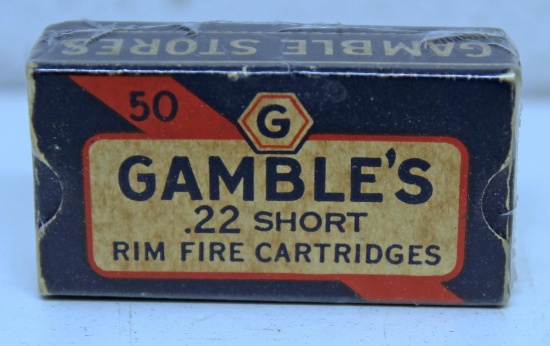 GAMBLE STORES
50
G
GAMBLE'S
.22 SHORT
RIM FIRE CARTRIDGES